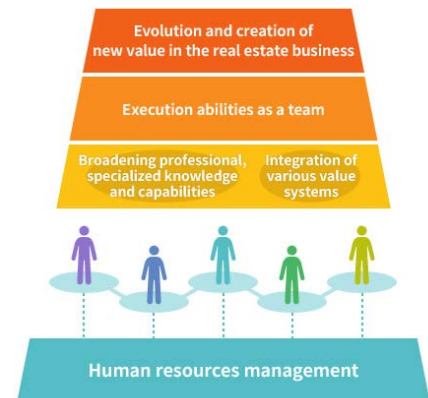 Evolution and creation of
new value in the real estate business
Execution abilities as a team
Broadening professional,
specialized knowledge
and capabilities
Integration of
various value
systems
Human resources management